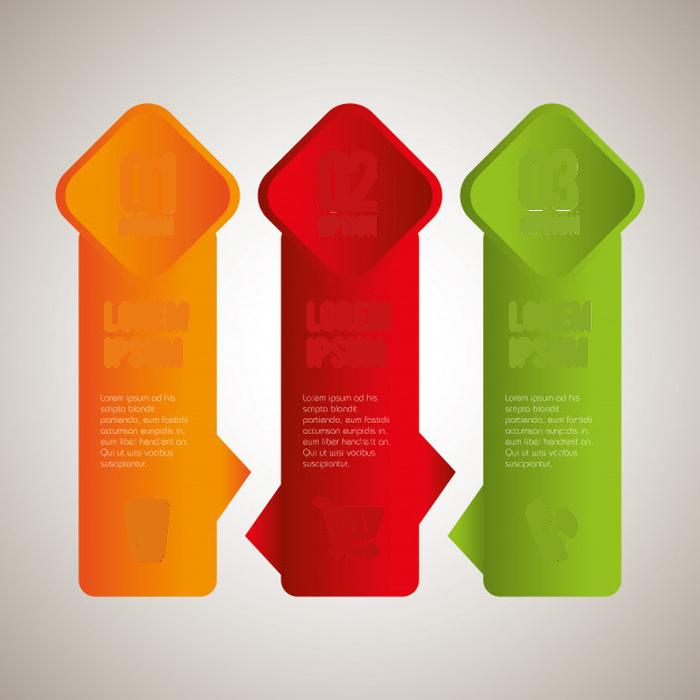 01
OPTION
LOREM
IPSUM
Lorem ipsum ad his
scripta blandit
partiendo, eum fastidii
accumsan euripidis in,
eum liber hendrerit an.
Qui ut wisi vocibus
suscipiantur.
02
OPTION
LOREM
IPSUM
Lorem ipsum ad his
scripta blandit
partiendo, eum fastidii
accumsan euripidis in,
eum liber hendrerit an.
Qui ut wisi vocibus
suscipiantur.
03
OPTION
LOREM
IPSUM
Lorem ipsum ad his
scripta blandit
partiendo, eum fastidii
accumsan euripidis in,
eum liber hendrerit an.
Qui ut wisi vocibus
suscipiantur.